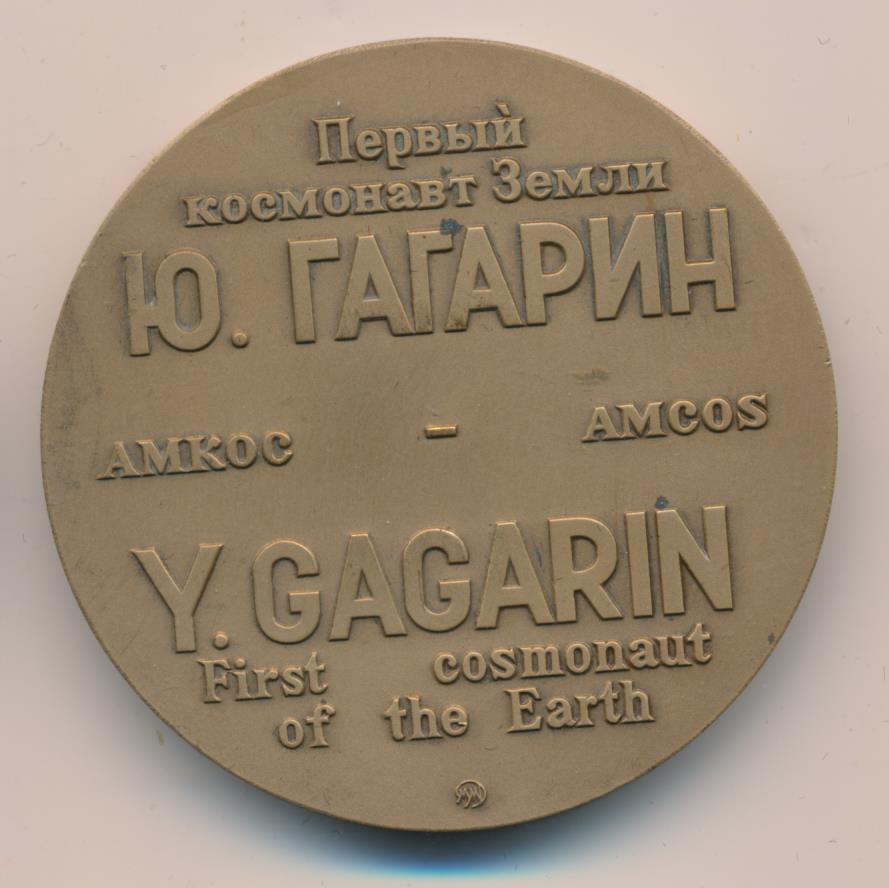 Первый
космонавт Земли
Ю. ГАГАРИН
АМКОС - AMCOS
Y. GAGARIN
First cosmonaut
of the Earth